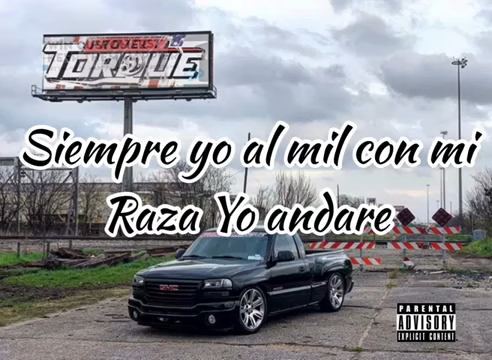 TORQUE
Siempre yo al mil con mi
Raza Yo andare
GMC
PARENTAL
ADVISORY
EXPLICIT CONTENT